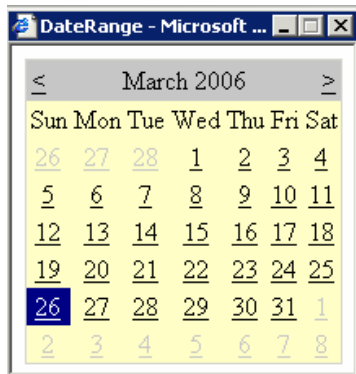 DateRange - Microsoft ...
< March 2006 >
Sun Mon Tue Wed Thu Fri Sat
26 27 28 1 2 3 4
5 6 7 8 9 10 11
12 13 14 15 16 17 18
19 20 21 22 23 24 25
26 27 28 29 30 31 1
2 3 4 5 6 7 8